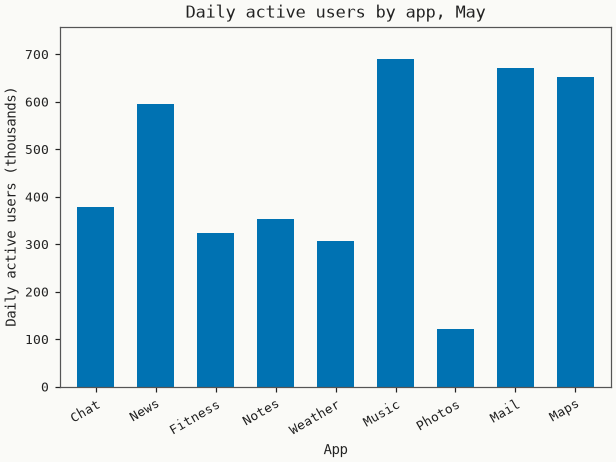 Daily active users by app, May
Daily active users (thousands)
700
600
500
400
300
200
100
0
Chat
News
Fitness
Notes
Weather
Music
Photos
Mail
Maps
App